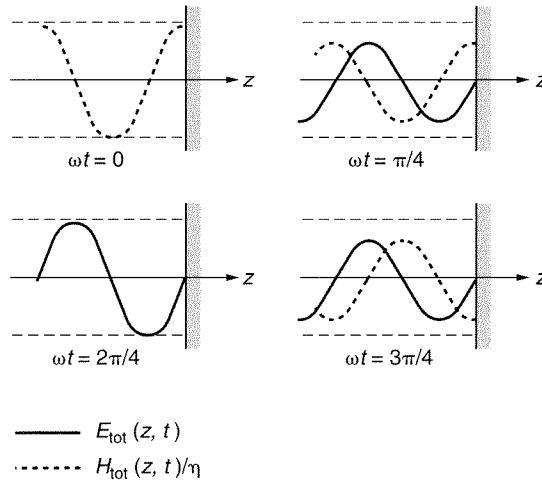 z
z
ωt = 0
ωt = π/4
z
z
ωt = 2π/4
ωt = 3π/4
E_tot (z, t)
H_tot (z, t)/η